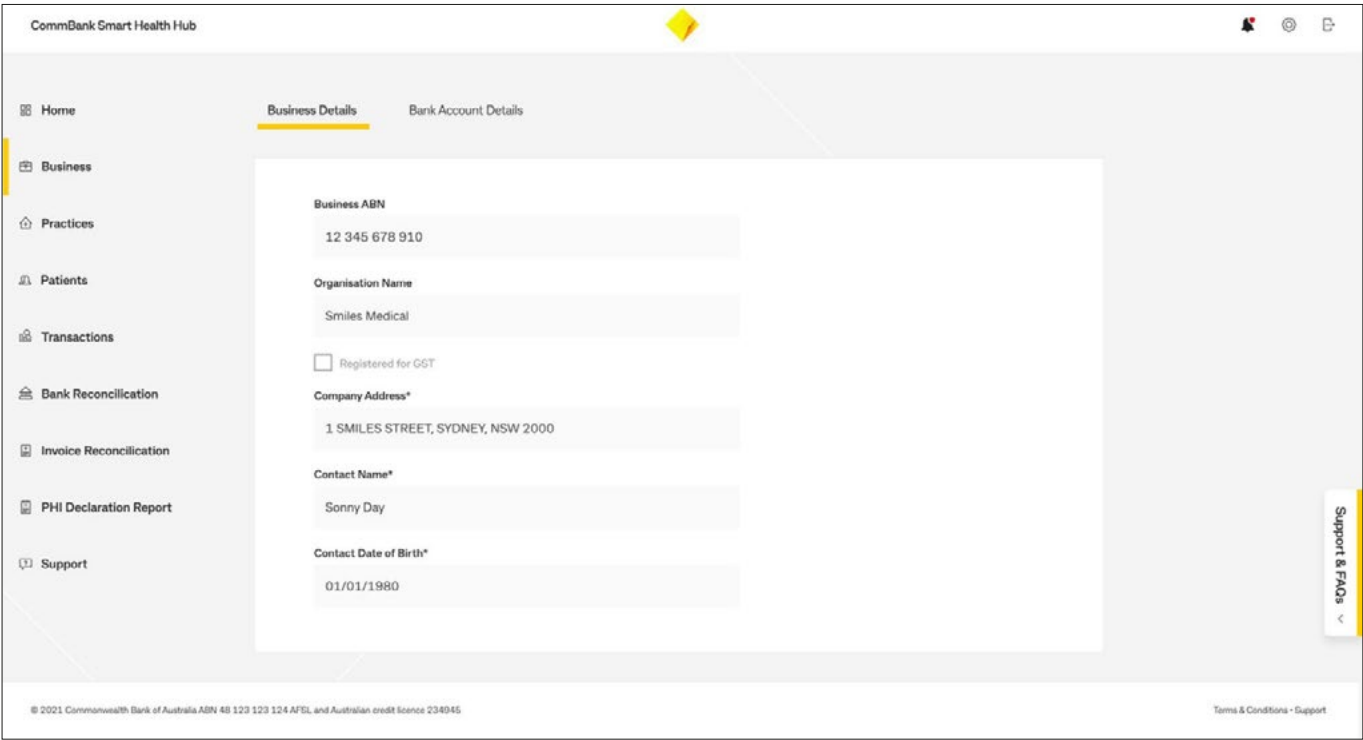 CommBank Smart Health Hub
Home
Business
Practices
Patients
Transactions
Bank Reconcilication
Invoice Reconcilication
PHI Declaration Report
Support
Business Details
Bank Account Details
Business ABN
12 345 678 910
Organisation Name
Smiles Medical
Registered for GST
Company Address*
1 SMILES STREET, SYDNEY, NSW 2000
Contact Name*
Sonny Day
Contact Date of Birth*
01/01/1980
Support & FAQs
© 2021 Commonwealth Bank of Australia ABN 48 123 123 124 AFSL and Australian credit licence 234945
Terms & Conditions • Support